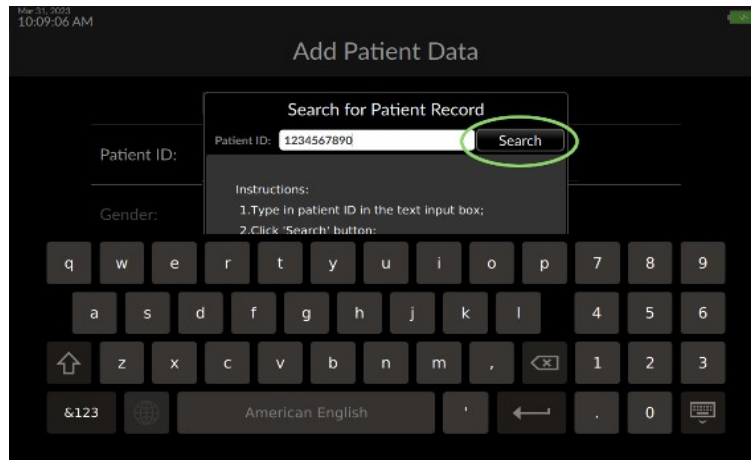 Mar 31, 2023
10:09:06 AM
Add Patient Data
Search for Patient Record
Patient ID: 1234567890 Search
Patient ID:
Instructions:
1.Type in patient ID in the text input box;
Gender:
2.Click 'Search' button;
q w e r t y u i o p 7 8 9
a s d f g h j k l 4 5 6
z x c v b n m , 1 2 3
&123 American English ' . 0